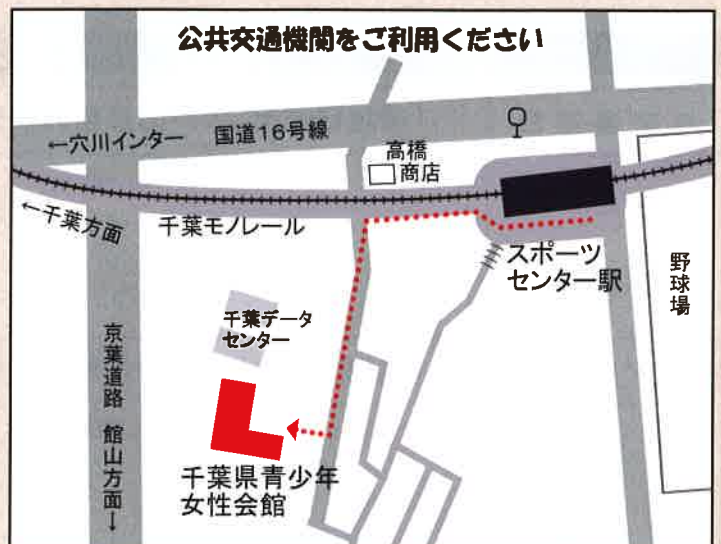 公共交通機関をご利用ください
←穴川インター
国道16号線
高橋
商店
←千葉方面
千葉モノレール
スポーツ
センター駅
野球場
千葉データ
センター
京葉道路 館山方面↓
千葉県青少年
女性会館